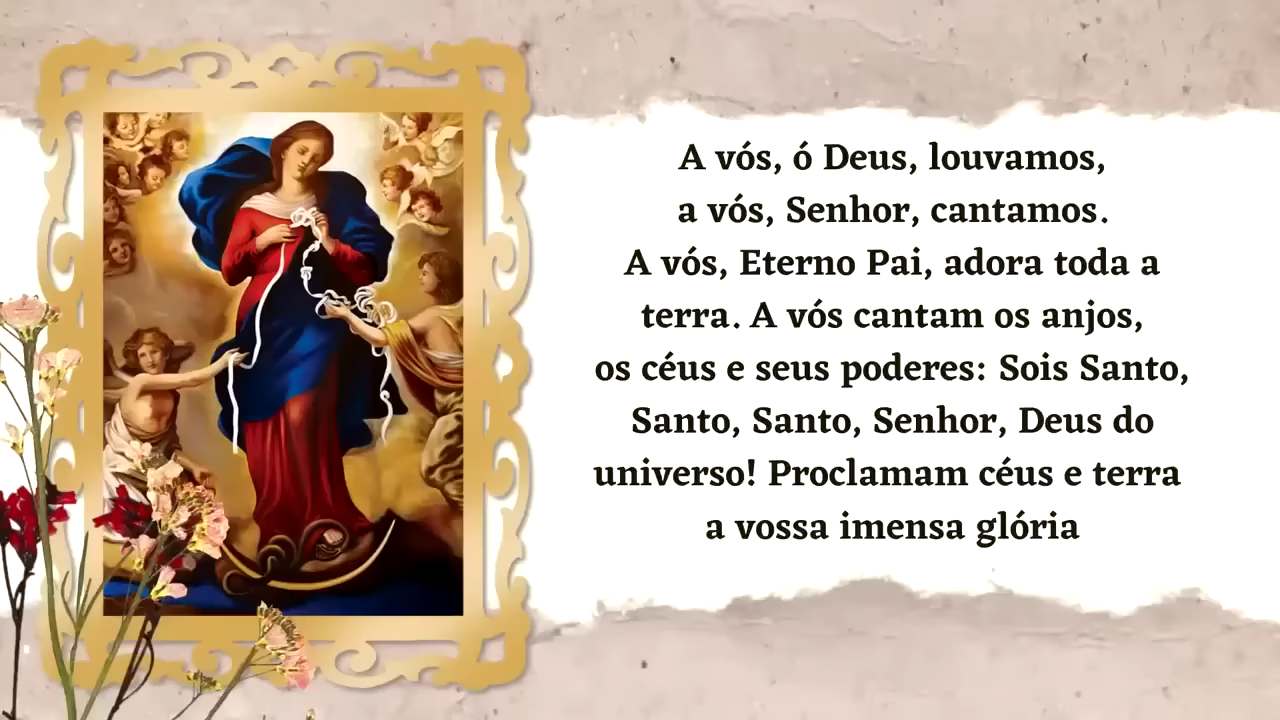 A vós, ó Deus, louvamos,
a vós, Senhor, cantamos.
A vós, Eterno Pai, adora toda a
terra. A vós cantam os anjos,
os céus e seus poderes: Sois Santo,
Santo, Santo, Senhor, Deus do
universo! Proclamam céus e terra
a vossa imensa glória